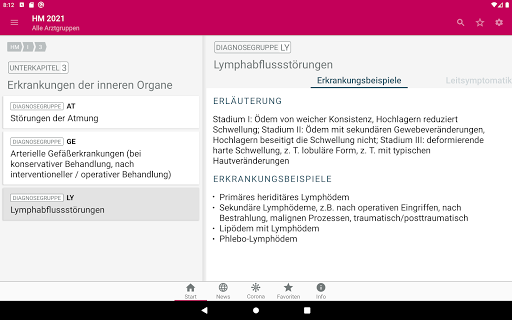 8:12
HM 2021
Alle Arztgruppen
HM I 3
UNTERKAPITEL 3
Erkrankungen der inneren Organe
DIAGNOSEGRUPPE AT
Störungen der Atmung
DIAGNOSEGRUPPE GE
Arterielle Gefäßerkrankungen (bei
konservativer Behandlung, nach
interventioneller / operativer Behandlung)
DIAGNOSEGRUPPE LY
Lymphabflussstörungen
DIAGNOSEGRUPPE LY
Lymphabflussstörungen
Erkrankungsbeispiele
Leitsymptomatik
ERLÄUTERUNG
Stadium I: Ödem von weicher Konsistenz, Hochlagern reduziert
Schwellung; Stadium II: Ödem mit sekundären Gewebeveränderungen,
Hochlagern beseitigt die Schwellung nicht; Stadium III: deformierende
harte Schwellung, z. T. lobuläre Form, z. T. mit typischen
Hautveränderungen
ERKRANKUNGSBEISPIELE
• Primäres heriditäres Lymphödem
• Sekundäre Lymphödeme, z.B. nach operativen Eingriffen, nach
Bestrahlung, malignen Prozessen, traumatisch/posttraumatisch
• Lipödem mit Lymphödem
• Phlebo-Lymphödem
Start
News
Corona
Favoriten
Info